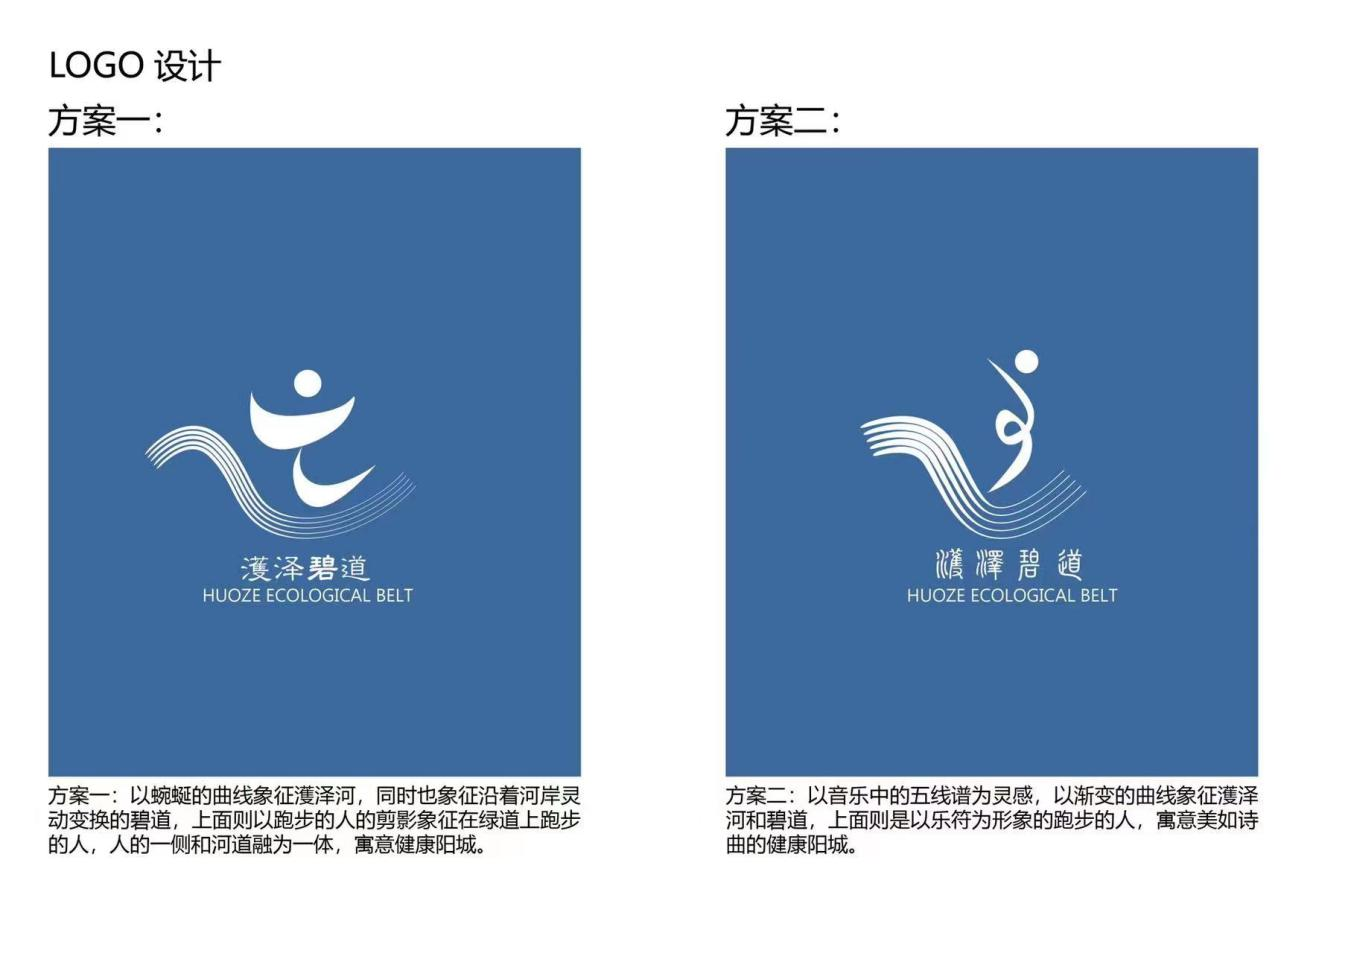 LOGO 设计
方案一：
方案二：
濩泽碧道
HUOZE ECOLOGICAL BELT
濩澤碧道
HUOZE ECOLOGICAL BELT
方案一：以蜿蜒的曲线象征濩泽河，同时也象征沿着河岸灵
动变换的碧道，上面则以跑步的人的剪影象征在绿道上跑步
的人，人的一侧和河道融为一体，寓意健康阳城。
方案二：以音乐中的五线谱为灵感，以渐变的曲线象征濩泽
河和碧道，上面则是以乐符为形象的跑步的人，寓意美如诗
曲的健康阳城。